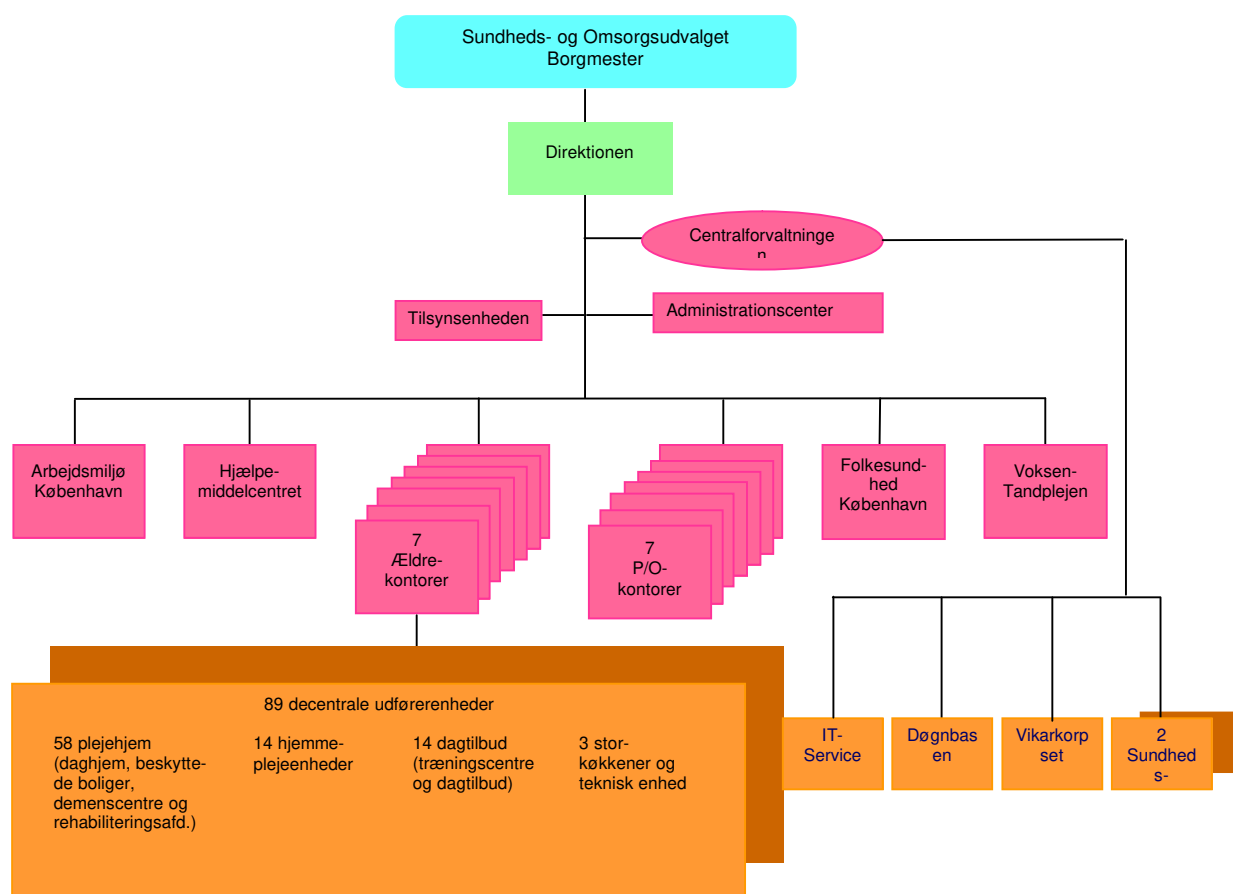 Sundheds- og Omsorgsudvalget
Borgmester
Direktionen
Centralforvaltninge
n
Tilsynsenheden
Administrationscenter
Arbejdsmiljø
København
Hjælpe-
middelcentret
7
Ældre-
kontorer
7
P/O-
kontorer
Folkesund-
hed
København
Voksen-
Tandplejen
89 decentrale udførerenheder
58 plejehjem
(daghjem, beskytte-
de boliger,
demenscentre og
rehabiliteringsafd.)
14 hjemme-
plejeenheder
14 dagtilbud
(træningscentre
og dagtilbud)
3 stor-
køkkener og
teknisk enhed
IT-
Service
Døgnbas
en
Vikarkorp
set
2
Sundhed
s-